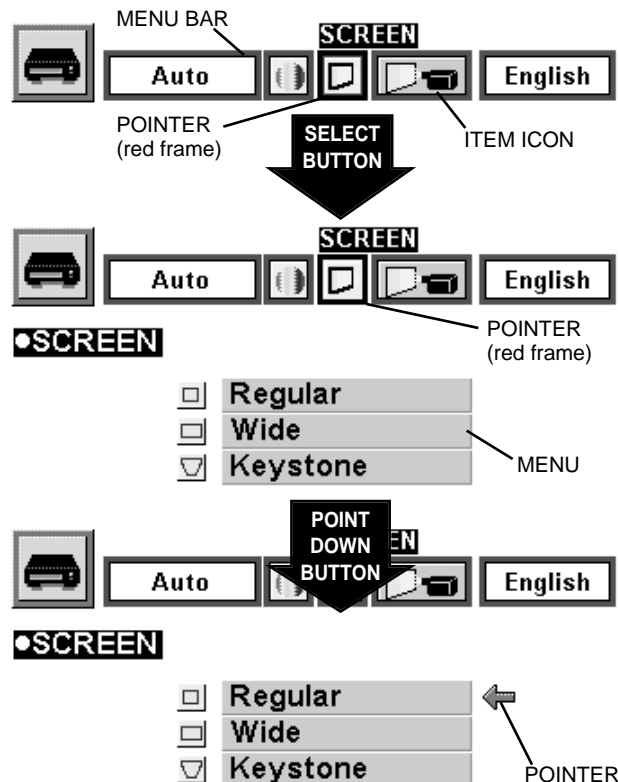 MENU BAR
SCREEN
Auto
English
POINTER
(red frame)
SELECT
BUTTON
ITEM ICON
SCREEN
Auto
English
POINTER
(red frame)
●SCREEN
Regular
Wide
Keystone
MENU
POINT
DOWN
BUTTON
EN
Auto
English
●SCREEN
Regular
Wide
Keystone
POINTER